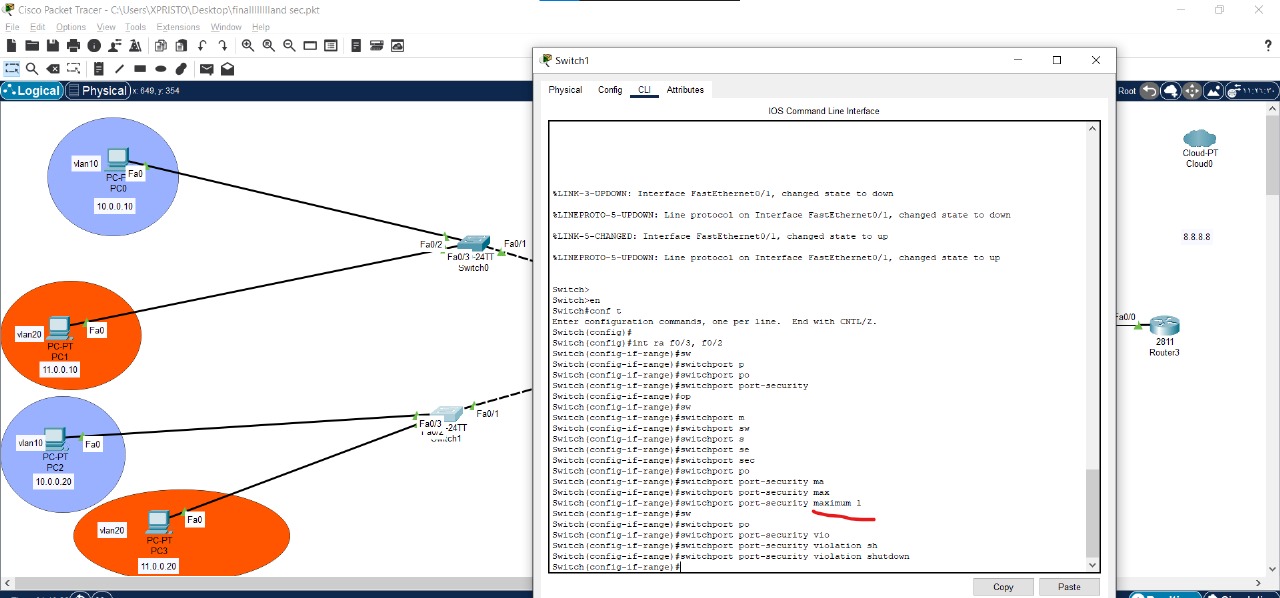 Cisco Packet Tracer - C:\Users\XPRISTO\Desktop\finalllllllland sec.pkt
File Edit Options View Tools Extensions Window Help
Logical Physical x: 649, y: 354
Root
vlan10
Fa0
PC0
10.0.0.10
vlan20
Fa0
PC-PT
PC1
11.0.0.10
vlan10
Fa0
PC-PT
PC2
10.0.0.20
vlan20
Fa0
PC-PT
PC3
11.0.0.20
Fa0/2
Fa0/1
Fa0/3 -24TT
Switch0
Fa0/1
Fa0/3 -24TT
Switch1
Physical Config CLI Attributes
IOS Command Line Interface
%LINK-3-UPDOWN: Interface FastEthernet0/1, changed state to down
%LINEPROTO-5-UPDOWN: Line protocol on Interface FastEthernet0/1, changed state to down
%LINK-5-CHANGED: Interface FastEthernet0/1, changed state to up
%LINEPROTO-5-UPDOWN: Line protocol on Interface FastEthernet0/1, changed state to up
Switch>
Switch>en
Switch#conf t
Enter configuration commands, one per line. End with CNTL/Z.
Switch(config)#
Switch(config)#int ra f0/3, f0/2
Switch(config-if-range)#sw
Switch(config-if-range)#switchport p
Switch(config-if-range)#switchport po
Switch(config-if-range)#switchport port-security
Switch(config-if-range)#op
Switch(config-if-range)#sw
Switch(config-if-range)#switchport m
Switch(config-if-range)#switchport sw
Switch(config-if-range)#switchport s
Switch(config-if-range)#switchport se
Switch(config-if-range)#switchport sec
Switch(config-if-range)#switchport po
Switch(config-if-range)#switchport port-security ma
Switch(config-if-range)#switchport port-security max
Switch(config-if-range)#switchport port-security maximum 1
Switch(config-if-range)#sw
Switch(config-if-range)#switchport po
Switch(config-if-range)#switchport port-security vio
Switch(config-if-range)#switchport port-security violation sh
Switch(config-if-range)#switchport port-security violation shutdown
Switch(config-if-range)#
Copy Paste
Cloud-PT
Cloud0
8.8.8.8
Fa0/0
2811
Router3